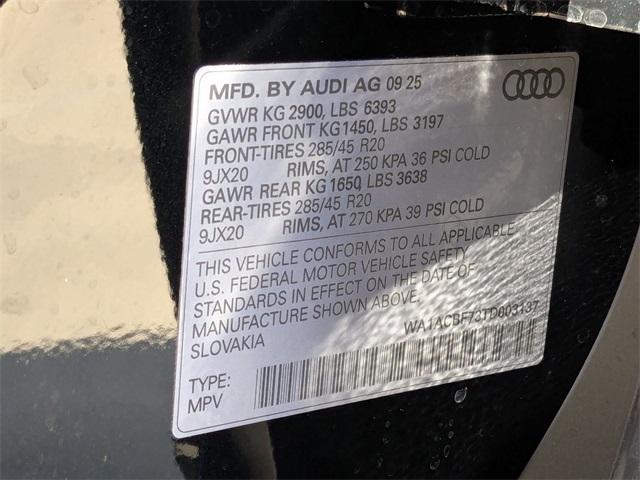 MFD. BY AUDI AG 09 25
GVWR KG 2900, LBS 6393
GAWR FRONT KG1450, LBS 3197
FRONT-TIRES 285/45 R20
9JX20 RIMS, AT 250 KPA 36 PSI COLD
GAWR REAR KG 1650, LBS 3638
REAR-TIRES 285/45 R20
9JX20 RIMS, AT 270 KPA 39 PSI COLD
THIS VEHICLE CONFORMS TO ALL APPLICABLE
U.S. FEDERAL MOTOR VEHICLE SAFETY
STANDARDS IN EFFECT ON THE DATE OF
MANUFACTURE SHOWN ABOVE.
SLOVAKIA
WA1ACBF73TD003137
TYPE:
MPV